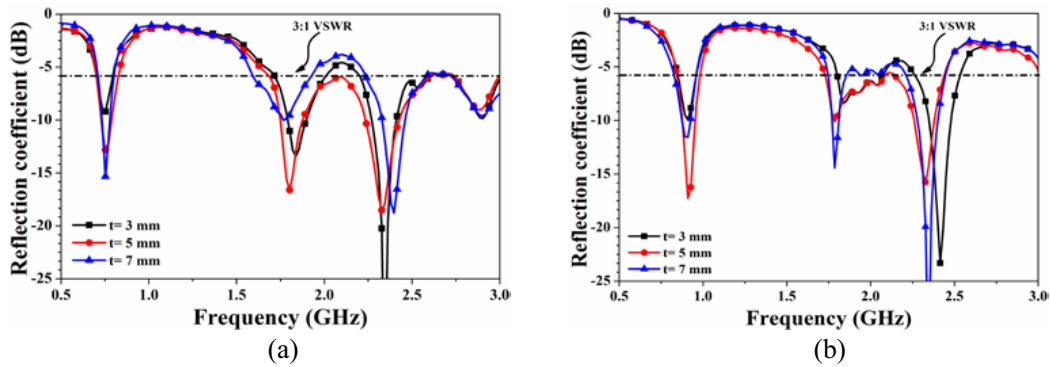 Reflection coefficient (dB)
0
-5
-10
-15
-20
-25
3:1 VSWR
t= 3 mm
t= 5 mm
t= 7 mm
0.5 1.0 1.5 2.0 2.5 3.0
Frequency (GHz)
(a)
Reflection coefficient (dB)
0
-5
-10
-15
-20
-25
3:1 VSWR
t= 3 mm
t= 5 mm
t= 7 mm
0.5 1.0 1.5 2.0 2.5 3.0
Frequency (GHz)
(b)